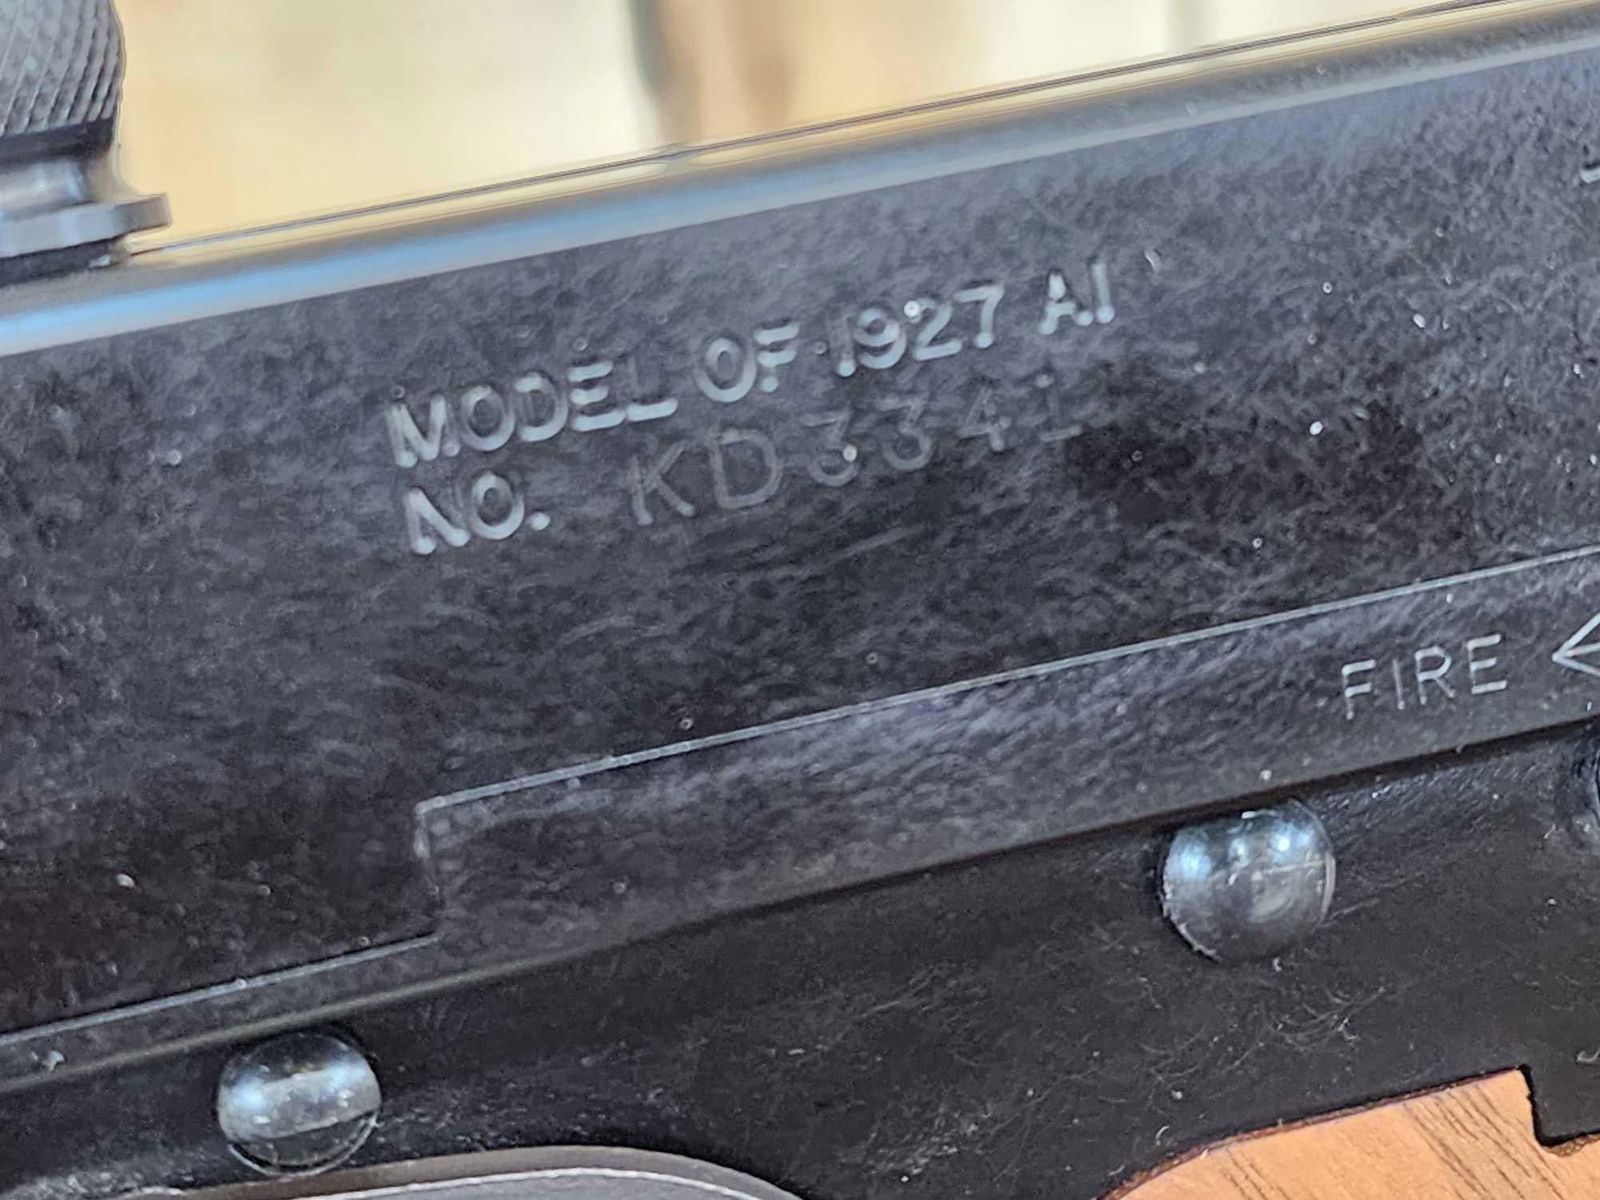 MODEL OF 1927 A1
NO. KD3341
FIRE